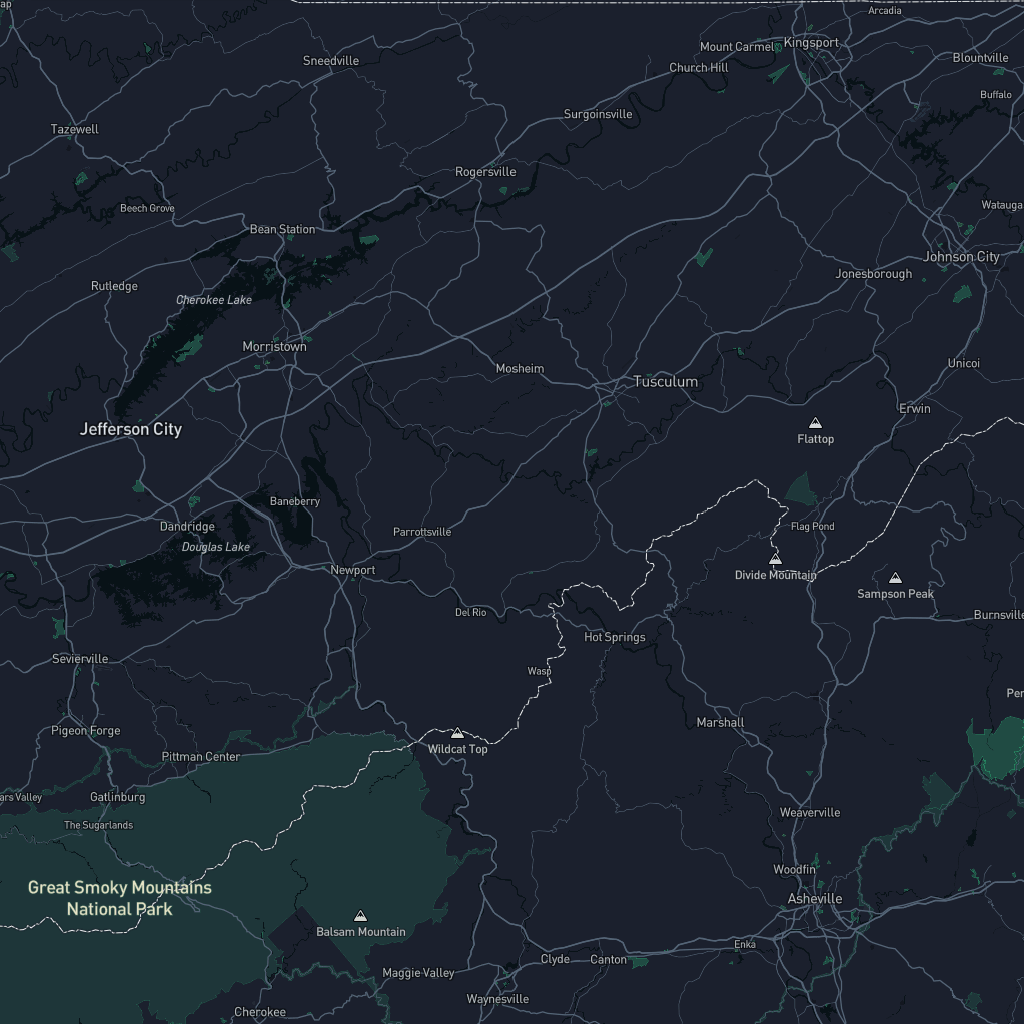 Arcadia
Kingsport
Mount Carmel
Blountville
Sneedville
Church Hill
Buffalo
Surgoinsville
Tazewell
Rogersville
Watauga
Beech Grove
Bean Station
Johnson City
Jonesborough
Rutledge
Cherokee Lake
Morristown
Unicoi
Mosheim
Tusculum
Erwin
Jefferson City
Flattop
Baneberry
Dandridge
Flag Pond
Parrottsville
Douglas Lake
Newport
Divide Mountain
Sampson Peak
Del Rio
Burnsville
Hot Springs
Sevierville
Wasp
Marshall
Pigeon Forge
Wildcat Top
Pittman Center
Gatlinburg
Weaverville
The Sugarlands
Woodfin
Great Smoky Mountains
National Park
Asheville
Balsam Mountain
Enka
Clyde
Canton
Maggie Valley
Waynesville
Cherokee